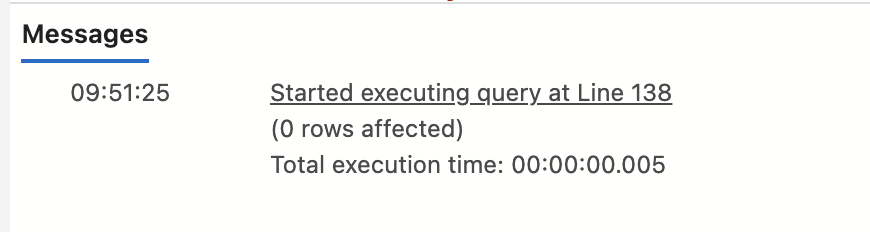 Messages
09:51:25 Started executing query at Line 138
(0 rows affected)
Total execution time: 00:00:00.005